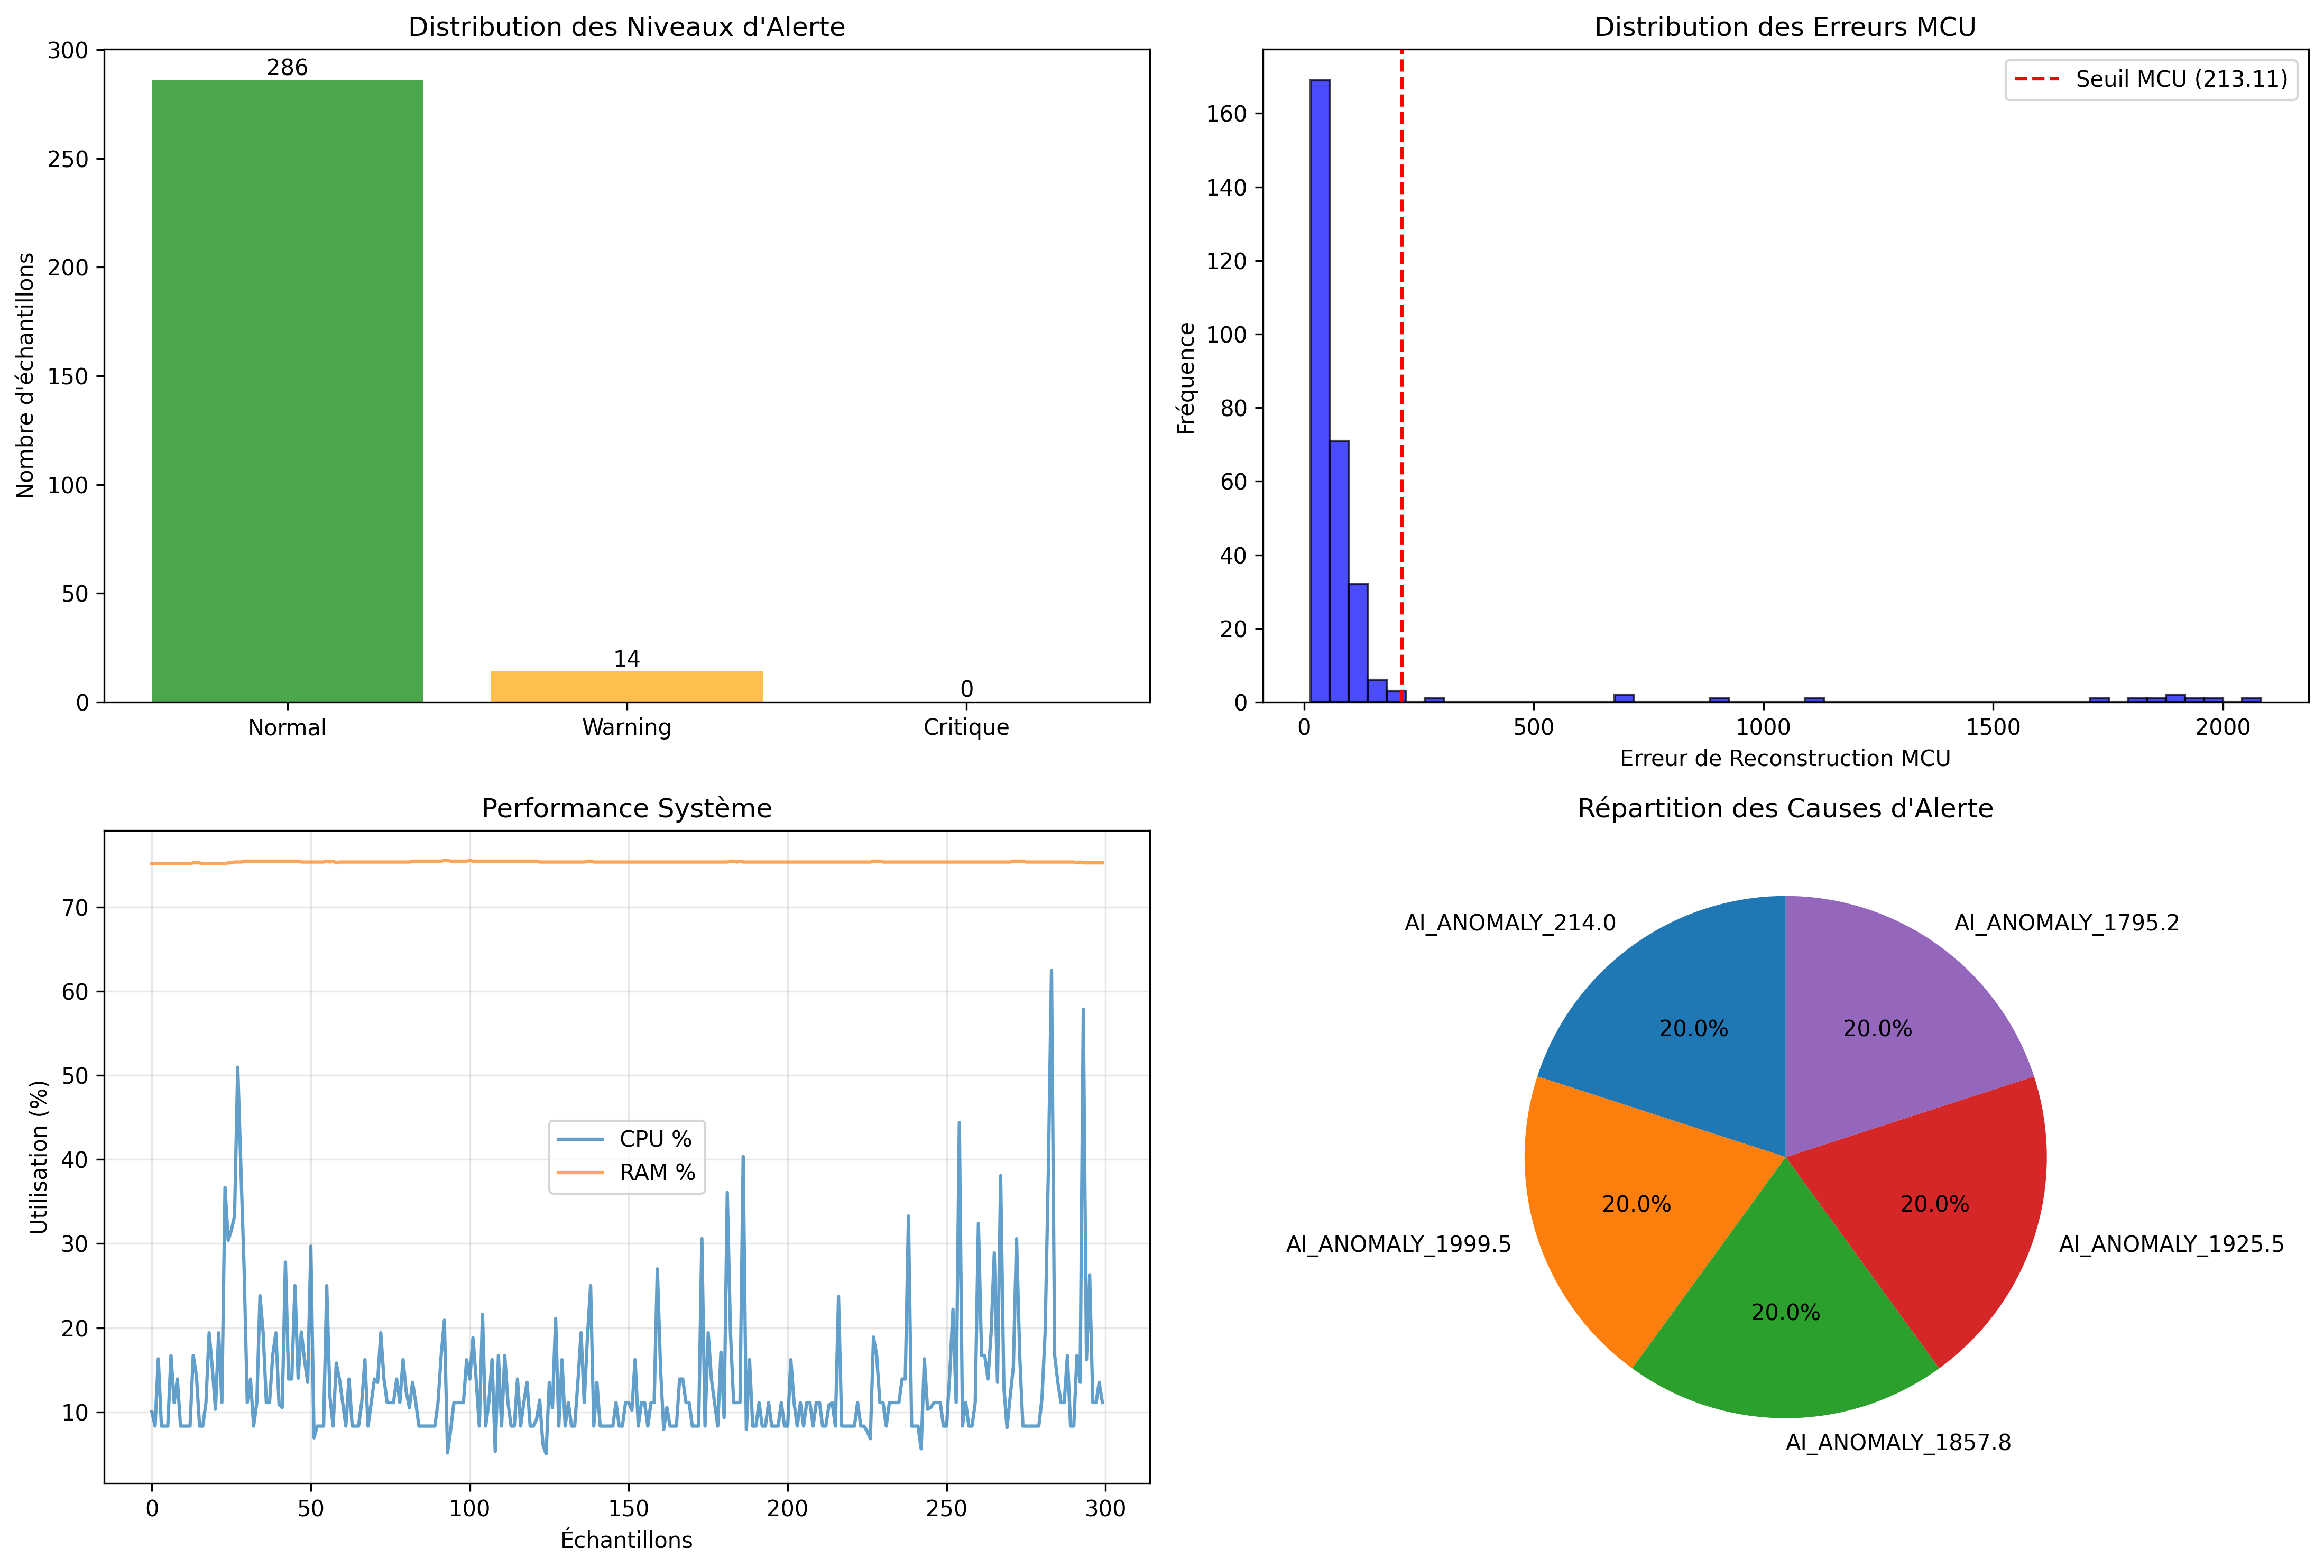 Distribution des Niveaux d'Alerte
300
250
200
150
100
50
0
Nombre d'échantillons
286
14
0
Normal
Warning
Critique
Distribution des Erreurs MCU
Seuil MCU (213.11)
160
140
120
100
80
60
40
20
0
Fréquence
0
500
1000
1500
2000
Erreur de Reconstruction MCU
Performance Système
70
60
50
40
30
20
10
Utilisation (%)
CPU %
RAM %
0
50
100
150
200
250
300
Échantillons
Répartition des Causes d'Alerte
AI_ANOMALY_214.0
AI_ANOMALY_1795.2
20.0%
20.0%
20.0%
20.0%
AI_ANOMALY_1999.5
AI_ANOMALY_1925.5
20.0%
AI_ANOMALY_1857.8